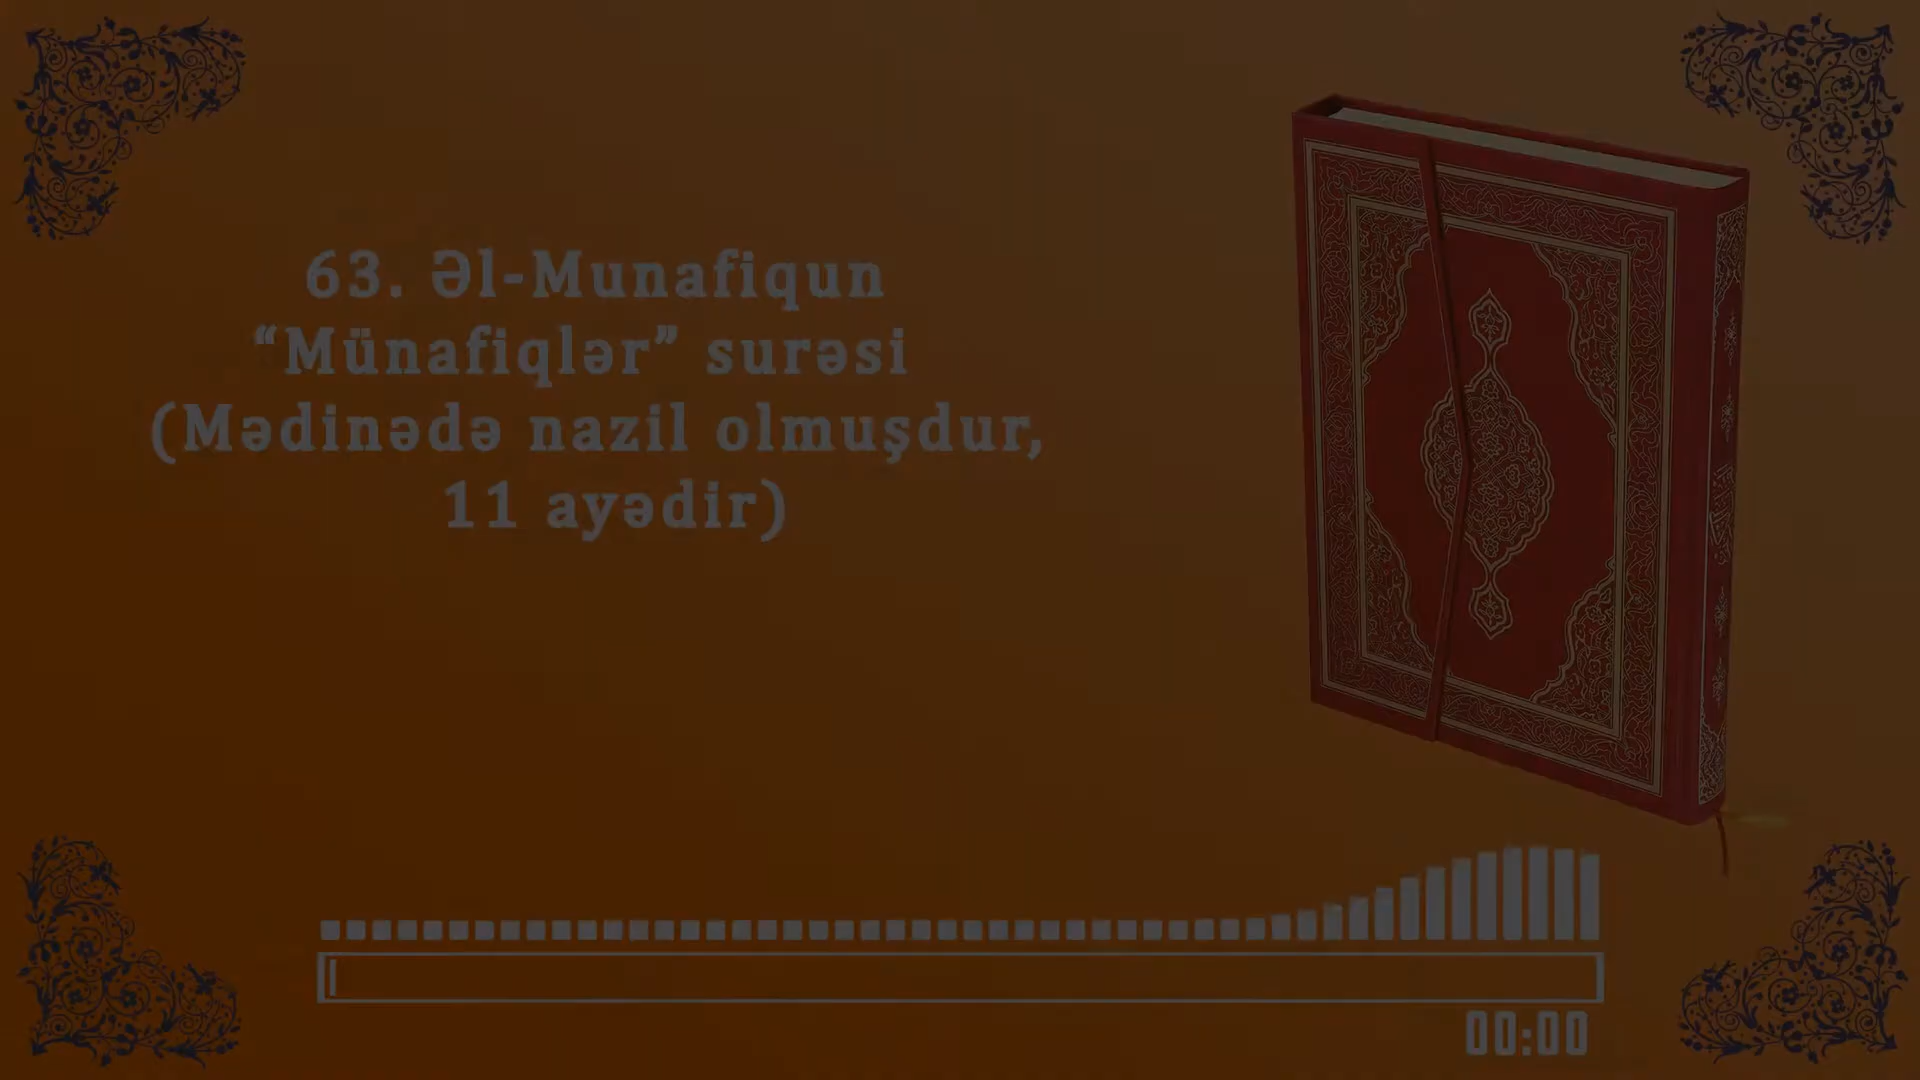 63. Əl-Munafiqun
“Münafiqlər” surəsi
(Mədinədə nazil olmuşdur,
11 ayədir)
00:00